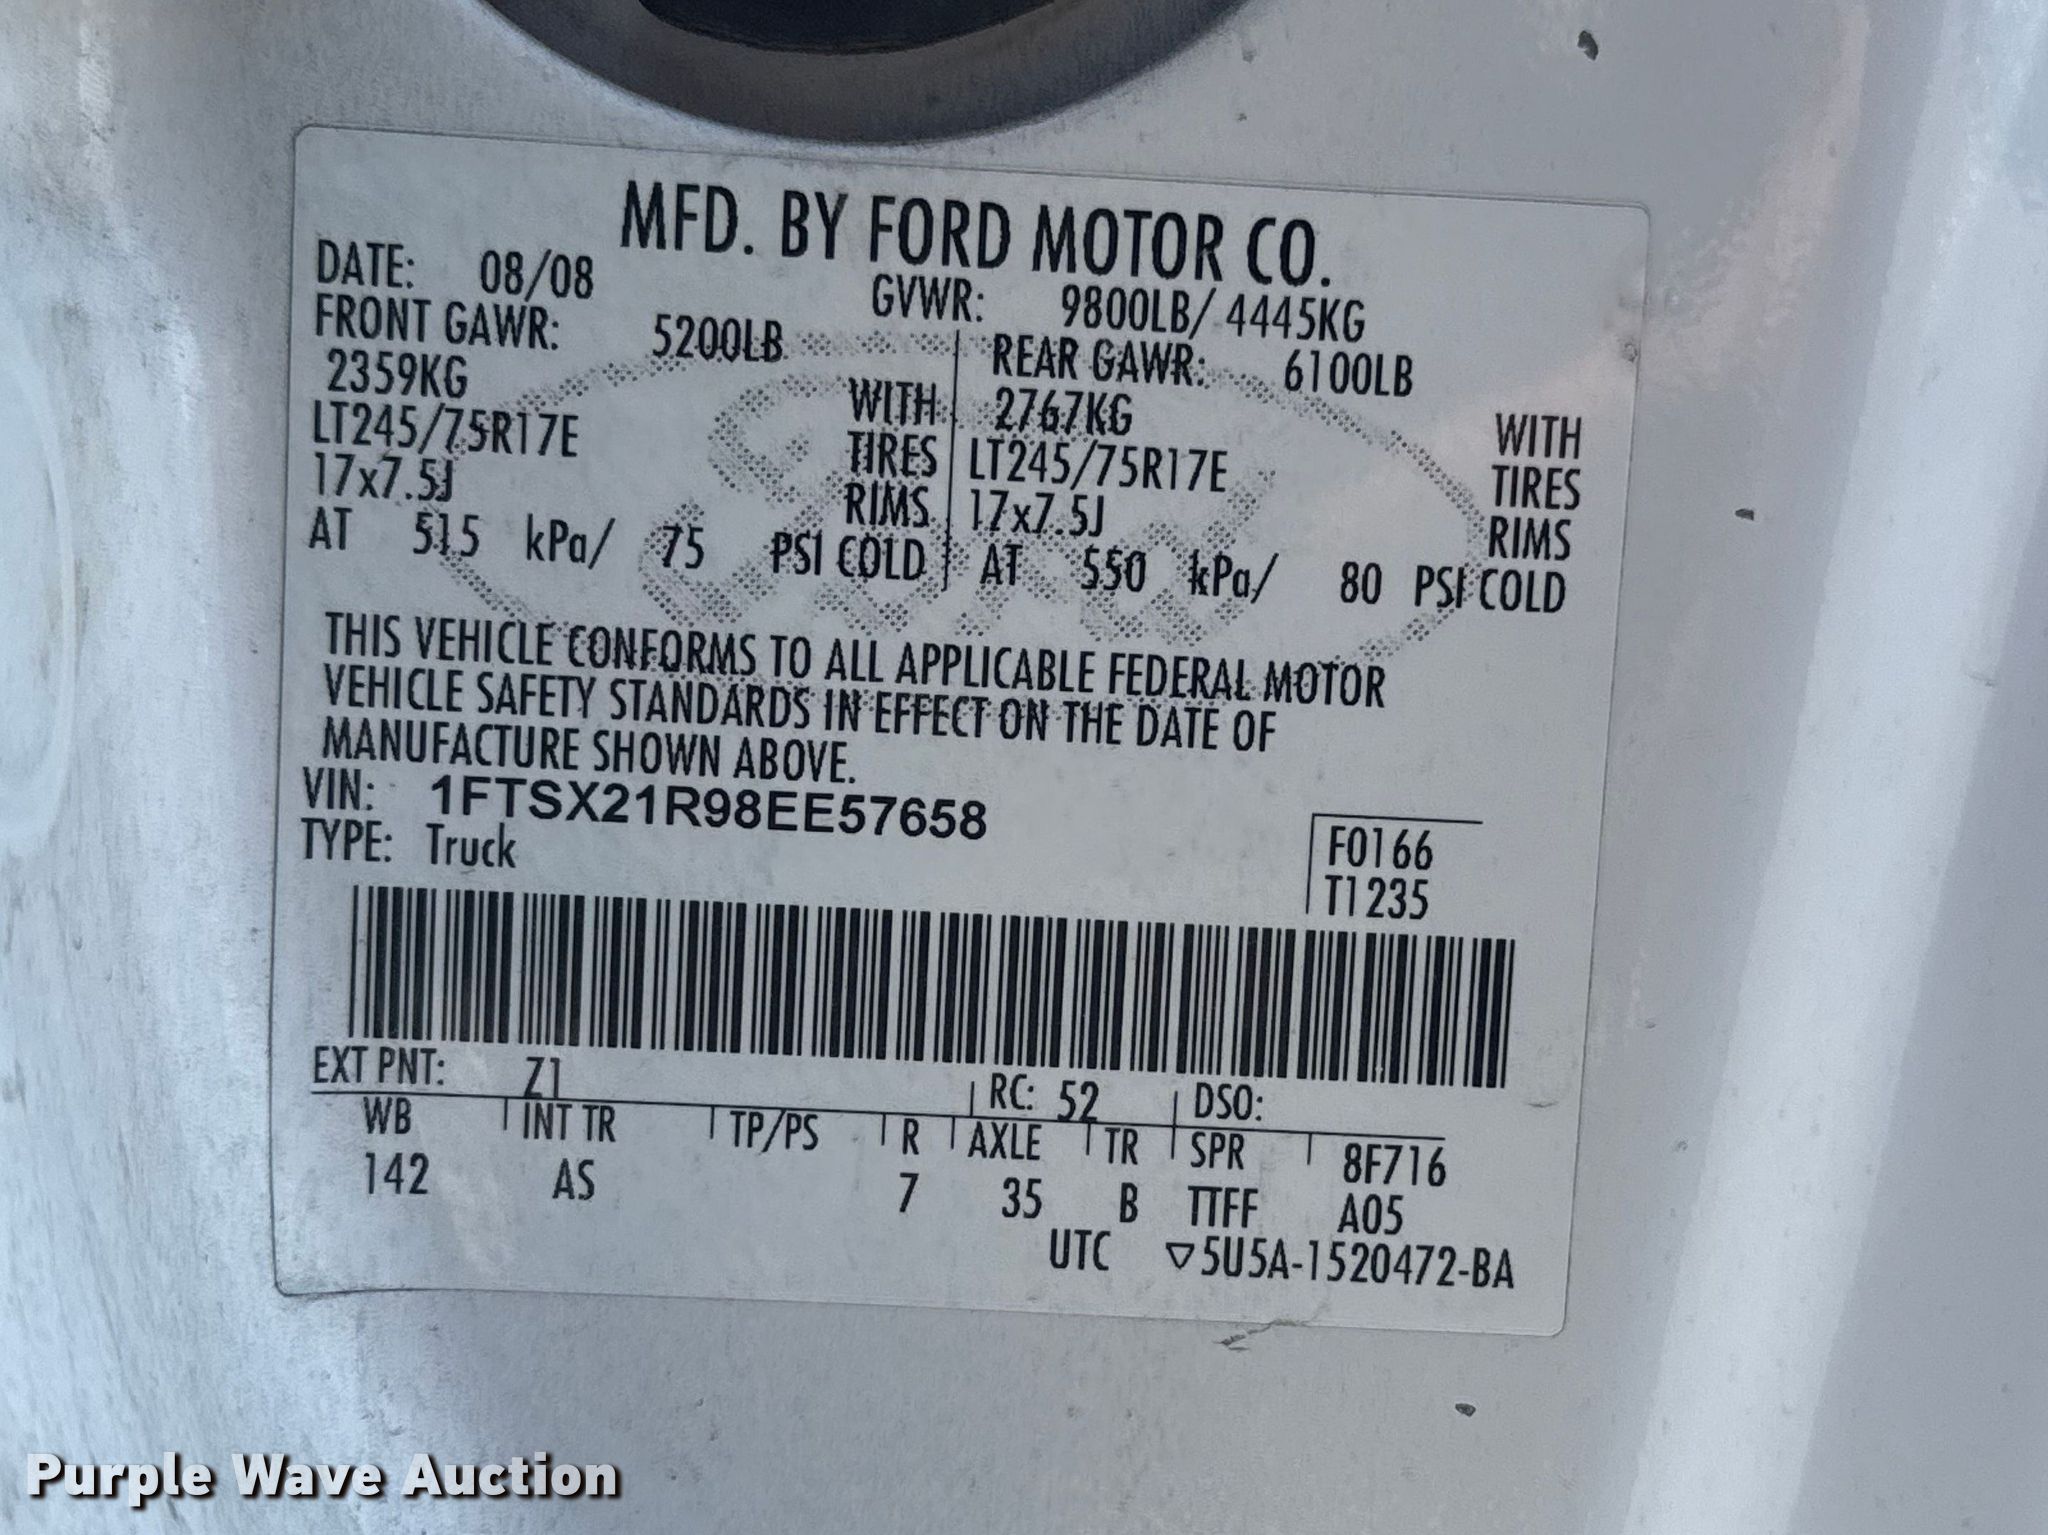 MFD. BY FORD MOTOR CO.
DATE: 08/08 GVWR: 9800LB/ 4445KG
FRONT GAWR: 5200LB REAR GAWR: 6100LB
2359KG WITH 2767KG WITH
LT245/75R17E TIRES LT245/75R17E TIRES
17x7.5J RIMS 17x7.5J RIMS
AT 515 kPa/ 75 PSI COLD AT 550 kPa/ 80 PSI COLD
THIS VEHICLE CONFORMS TO ALL APPLICABLE FEDERAL MOTOR
VEHICLE SAFETY STANDARDS IN EFFECT ON THE DATE OF
MANUFACTURE SHOWN ABOVE.
VIN: 1FTSX21R98EE57658
TYPE: Truck F0166
T1235
EXT PNT: Z1 RC: 52 DSO:
WB INT TR TP/PS R AXLE TR SPR 8F716
142 AS 7 35 B TTFF A05
UTC ▽5U5A-1520472-BA
Purple Wave Auction